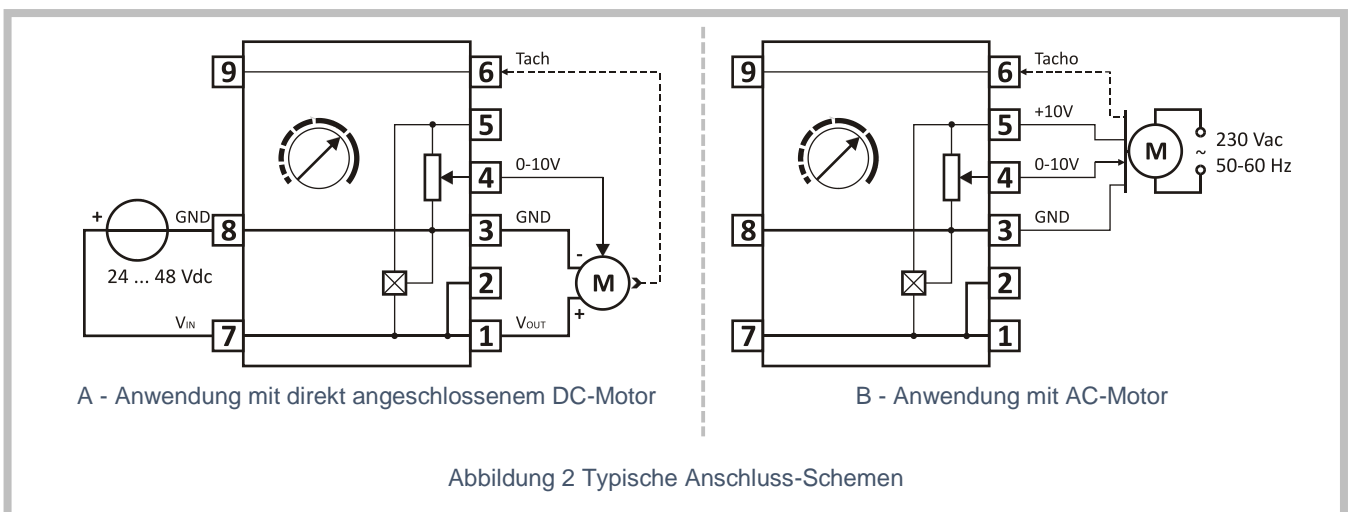 9
6
Tach
5
4
0-10V
+
GND
8
3
GND
24 ... 48 Vdc
-
M
2
+
VIN
7
1
VOUT
A - Anwendung mit direkt angeschlossenem DC-Motor
9
6
Tacho
5
+10V
M
230 Vac
~
50-60 Hz
4
0-10V
8
3
GND
2
7
1
B - Anwendung mit AC-Motor
Abbildung 2 Typische Anschluss-Schemen